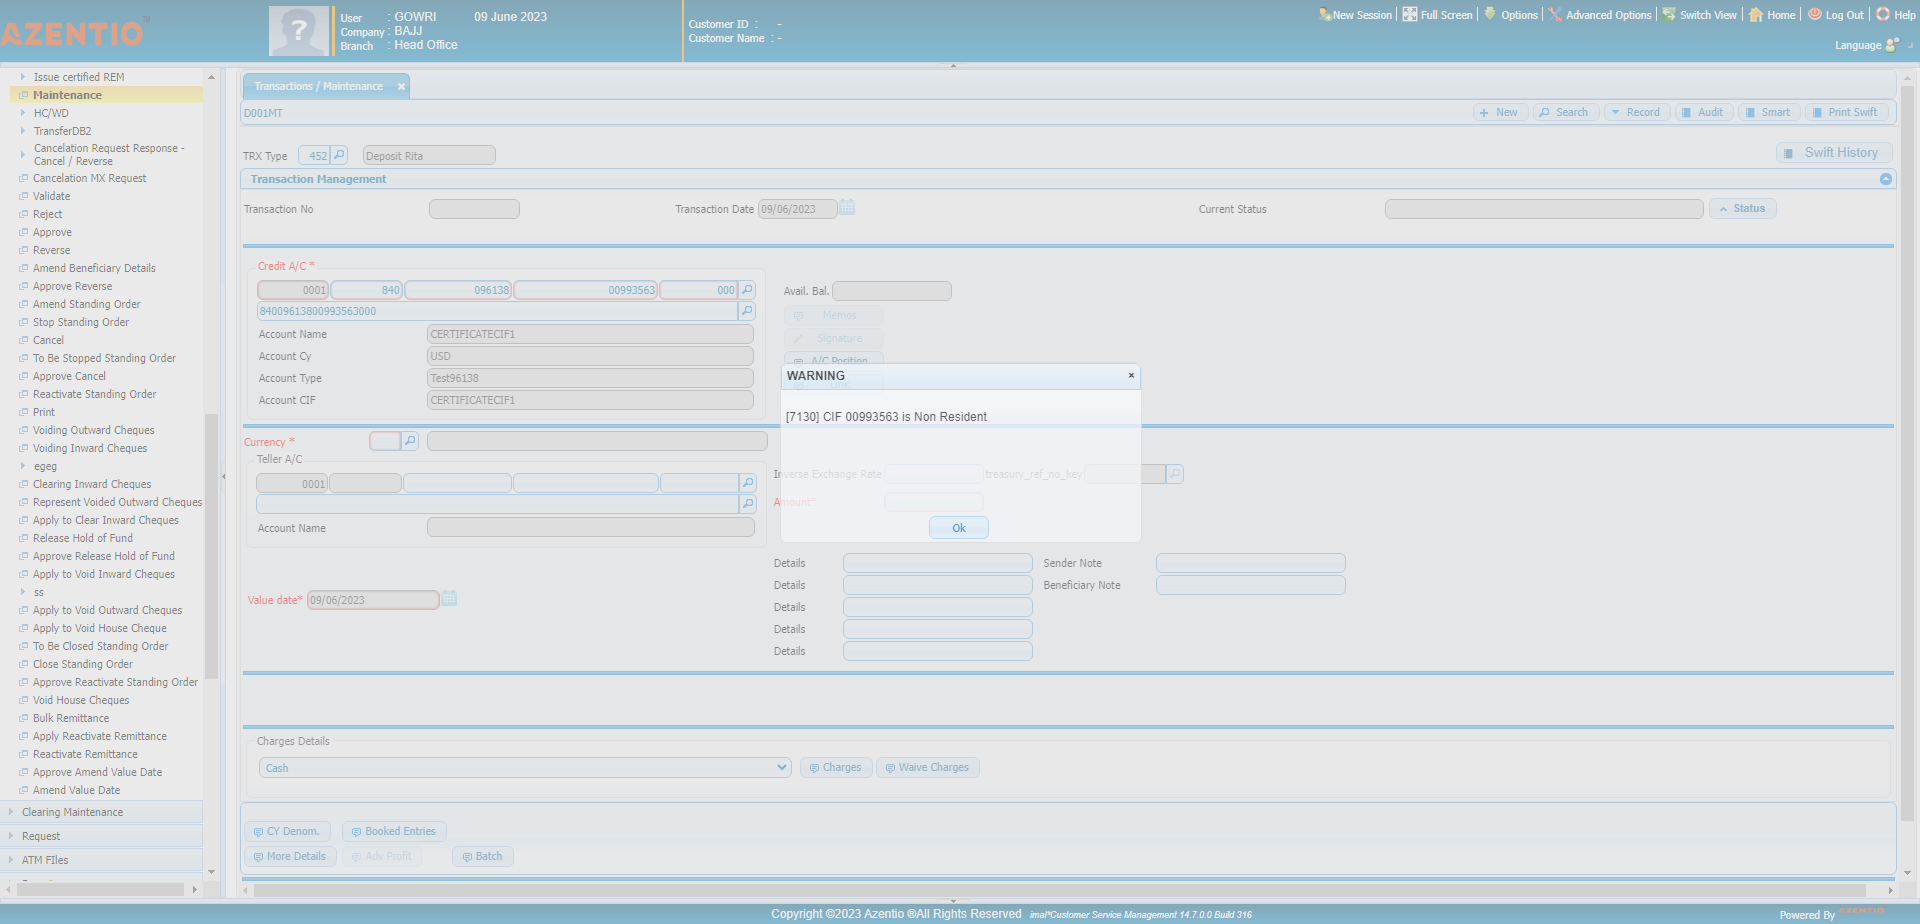 AZENTIO
User : GOWRI 09 June 2023
Company : BAJJ
Branch : Head Office
Customer ID : -
Customer Name : -
New Session Full Screen Options Advanced Options Switch View Home Log Out Help
Language
Issue certified REM
Maintenance
HC/WD
TransferDB2
Cancelation Request Response -
Cancel / Reverse
Cancelation MX Request
Validate
Reject
Approve
Reverse
Amend Beneficiary Details
Approve Reverse
Amend Standing Order
Stop Standing Order
Cancel
To Be Stopped Standing Order
Approve Cancel
Reactivate Standing Order
Print
Voiding Outward Cheques
Voiding Inward Cheques
egeg
Clearing Inward Cheques
Represent Voided Outward Cheques
Apply to Clear Inward Cheques
Release Hold of Fund
Approve Release Hold of Fund
Apply to Void Inward Cheques
ss
Apply to Void Outward Cheques
Apply to Void House Cheque
To Be Closed Standing Order
Close Standing Order
Approve Reactivate Standing Order
Void House Cheques
Bulk Remittance
Apply Reactivate Remittance
Reactivate Remittance
Approve Amend Value Date
Amend Value Date
Clearing Maintenance
Request
ATM FIles
Transactions / Maintenance
D001MT
New Search Record Audit Smart Print Swift
TRX Type 452 Deposit Rita
Swift History
Transaction Management
Transaction No
Transaction Date 09/06/2023
Current Status
Status
Credit A/C *
0001 840 096138 00993563 000
84009613800993563000
Account Name CERTIFICATECIF1
Account Cy USD
Account Type Test96138
Account CIF CERTIFICATECIF1
Avail. Bal.
Memos
Signature
A/C Position
WARNING
[7130] CIF 00993563 is Non Resident
Ok
Currency *
Teller A/C
0001
Account Name
Inverse Exchange Rate
treasury_ref_no_key
Amount*
Value date* 09/06/2023
Details
Details
Details
Details
Details
Sender Note
Beneficiary Note
Charges Details
Cash
Charges
Waive Charges
CY Denom.
Booked Entries
More Details
Adv Profit
Batch
Copyright ©2023 Azentio ®All Rights Reserved imal*Customer Service Management 14.7.0.0 Build 316
Powered By AZENTIO